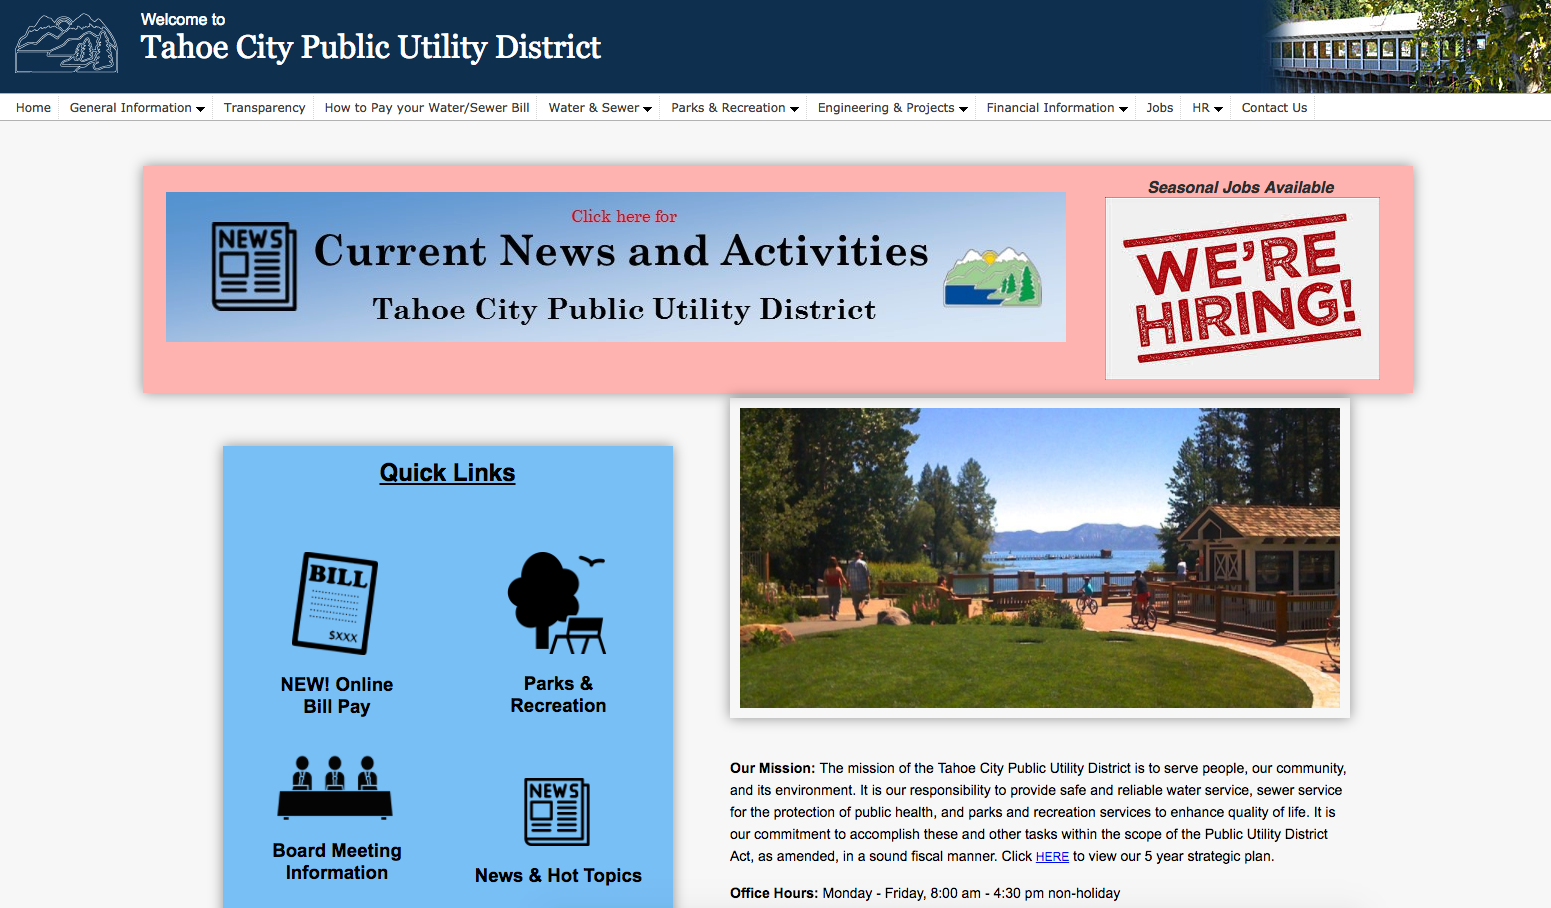 Welcome to
Tahoe City Public Utility District
Home General Information Transparency How to Pay your Water/Sewer Bill Water & Sewer Parks & Recreation Engineering & Projects Financial Information Jobs HR Contact Us
NEWS
Click here for
Current News and Activities
Tahoe City Public Utility District
Seasonal Jobs Available
WE'RE
HIRING!
Quick Links
BILL
$XXX
NEW! Online
Bill Pay
Parks &
Recreation
Board Meeting
Information
NEWS
News & Hot Topics
Our Mission: The mission of the Tahoe City Public Utility District is to serve people, our community,
and its environment. It is our responsibility to provide safe and reliable water service, sewer service
for the protection of public health, and parks and recreation services to enhance quality of life. It is
our commitment to accomplish these and other tasks within the scope of the Public Utility District
Act, as amended, in a sound fiscal manner. Click HERE to view our 5 year strategic plan.
Office Hours: Monday - Friday, 8:00 am - 4:30 pm non-holiday